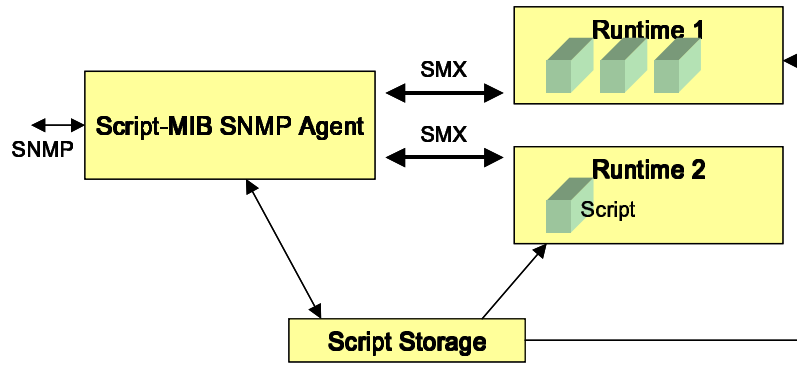 Runtime 1
SMX
Script-MIB SNMP Agent
SNMP
SMX
Runtime 2
Script
Script Storage